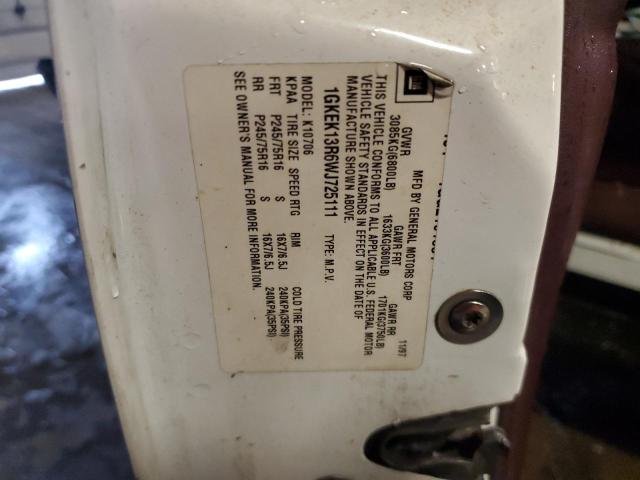 GM
MFD BY GENERAL MOTORS CORP 11/97
GVWR GAWR FRT GAWR RR
3085KG(6800LB) 1633KG(3600LB) 1701KG(3750LB)
THIS VEHICLE CONFORMS TO ALL APPLICABLE U.S. FEDERAL MOTOR
VEHICLE SAFETY STANDARDS IN EFFECT ON THE DATE OF
MANUFACTURE SHOWN ABOVE.
1GKEK13R6WJ725111 TYPE: M.P.V.
MODEL: K10706
KPAA TIRE SIZE SPEED RTG RIM COLD TIRE PRESSURE
FRT P245/75R16 S 16X7/6.5J 240KPA(35PSI)
RR P245/75R16 S 16X7/6.5J 240KPA(35PSI)
SEE OWNER'S MANUAL FOR MORE INFORMATION.